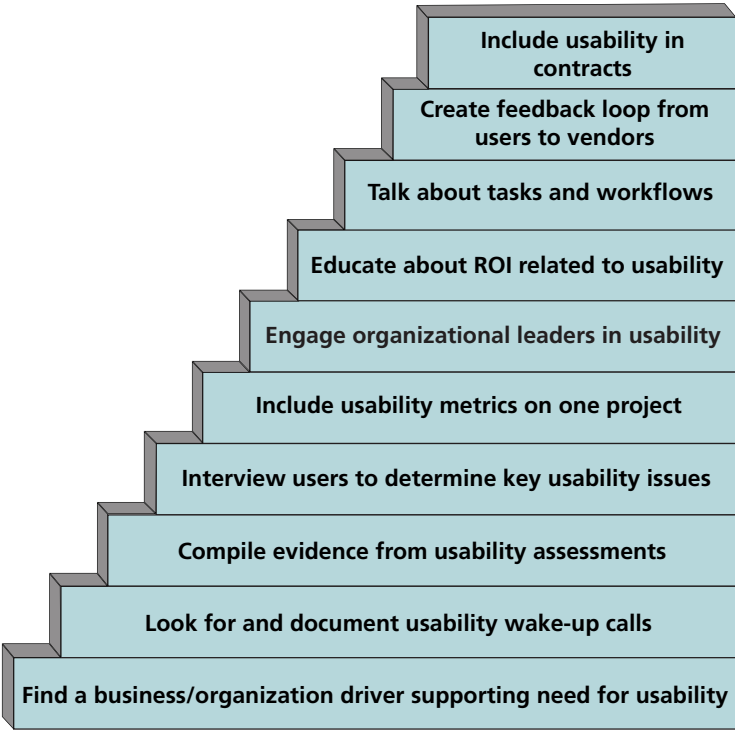 Include usability in
contracts
Create feedback loop from
users to vendors
Talk about tasks and workflows
Educate about ROI related to usability
Engage organizational leaders in usability
Include usability metrics on one project
Interview users to determine key usability issues
Compile evidence from usability assessments
Look for and document usability wake-up calls
Find a business/organization driver supporting need for usability